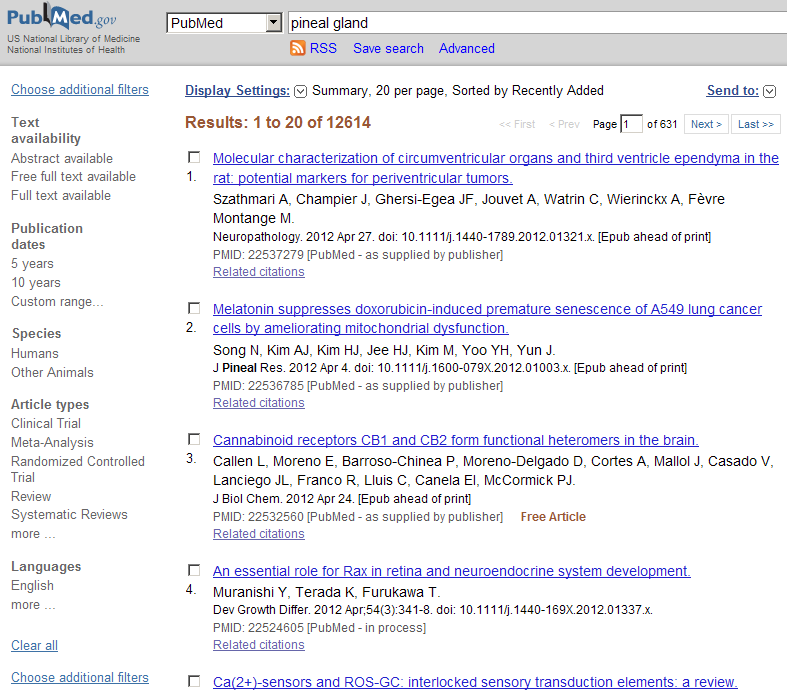 PubMed.gov
US National Library of Medicine
National Institutes of Health
PubMed
pineal gland
RSS Save search Advanced
Choose additional filters
Text
availability
Abstract available
Free full text available
Full text available
Publication
dates
5 years
10 years
Custom range...
Species
Humans
Other Animals
Article types
Clinical Trial
Meta-Analysis
Randomized Controlled
Trial
Review
Systematic Reviews
more ...
Languages
English
more ...
Clear all
Choose additional filters
Display Settings: Summary, 20 per page, Sorted by Recently Added Send to:
Results: 1 to 20 of 12614
<< First < Prev Page 1 of 631 Next > Last >>
1. Molecular characterization of circumventricular organs and third ventricle ependyma in the
rat: potential markers for periventricular tumors.
Szathmari A, Champier J, Ghersi-Egea JF, Jouvet A, Watrin C, Wierinckx A, Fèvre
Montange M.
Neuropathology. 2012 Apr 27. doi: 10.1111/j.1440-1789.2012.01321.x. [Epub ahead of print]
PMID: 22537279 [PubMed - as supplied by publisher]
Related citations
2. Melatonin suppresses doxorubicin-induced premature senescence of A549 lung cancer
cells by ameliorating mitochondrial dysfunction.
Song N, Kim AJ, Kim HJ, Jee HJ, Kim M, Yoo YH, Yun J.
J Pineal Res. 2012 Apr 4. doi: 10.1111/j.1600-079X.2012.01003.x. [Epub ahead of print]
PMID: 22536785 [PubMed - as supplied by publisher]
Related citations
3. Cannabinoid receptors CB1 and CB2 form functional heteromers in the brain.
Callen L, Moreno E, Barroso-Chinea P, Moreno-Delgado D, Cortes A, Mallol J, Casado V,
Lanciego JL, Franco R, Lluis C, Canela EI, McCormick PJ.
J Biol Chem. 2012 Apr 24. [Epub ahead of print]
PMID: 22532560 [PubMed - as supplied by publisher] Free Article
Related citations
4. An essential role for Rax in retina and neuroendocrine system development.
Muranishi Y, Terada K, Furukawa T.
Dev Growth Differ. 2012 Apr;54(3):341-8. doi: 10.1111/j.1440-169X.2012.01337.x.
PMID: 22524605 [PubMed - in process]
Related citations
Ca(2+)-sensors and ROS-GC: interlocked sensory transduction elements: a review.